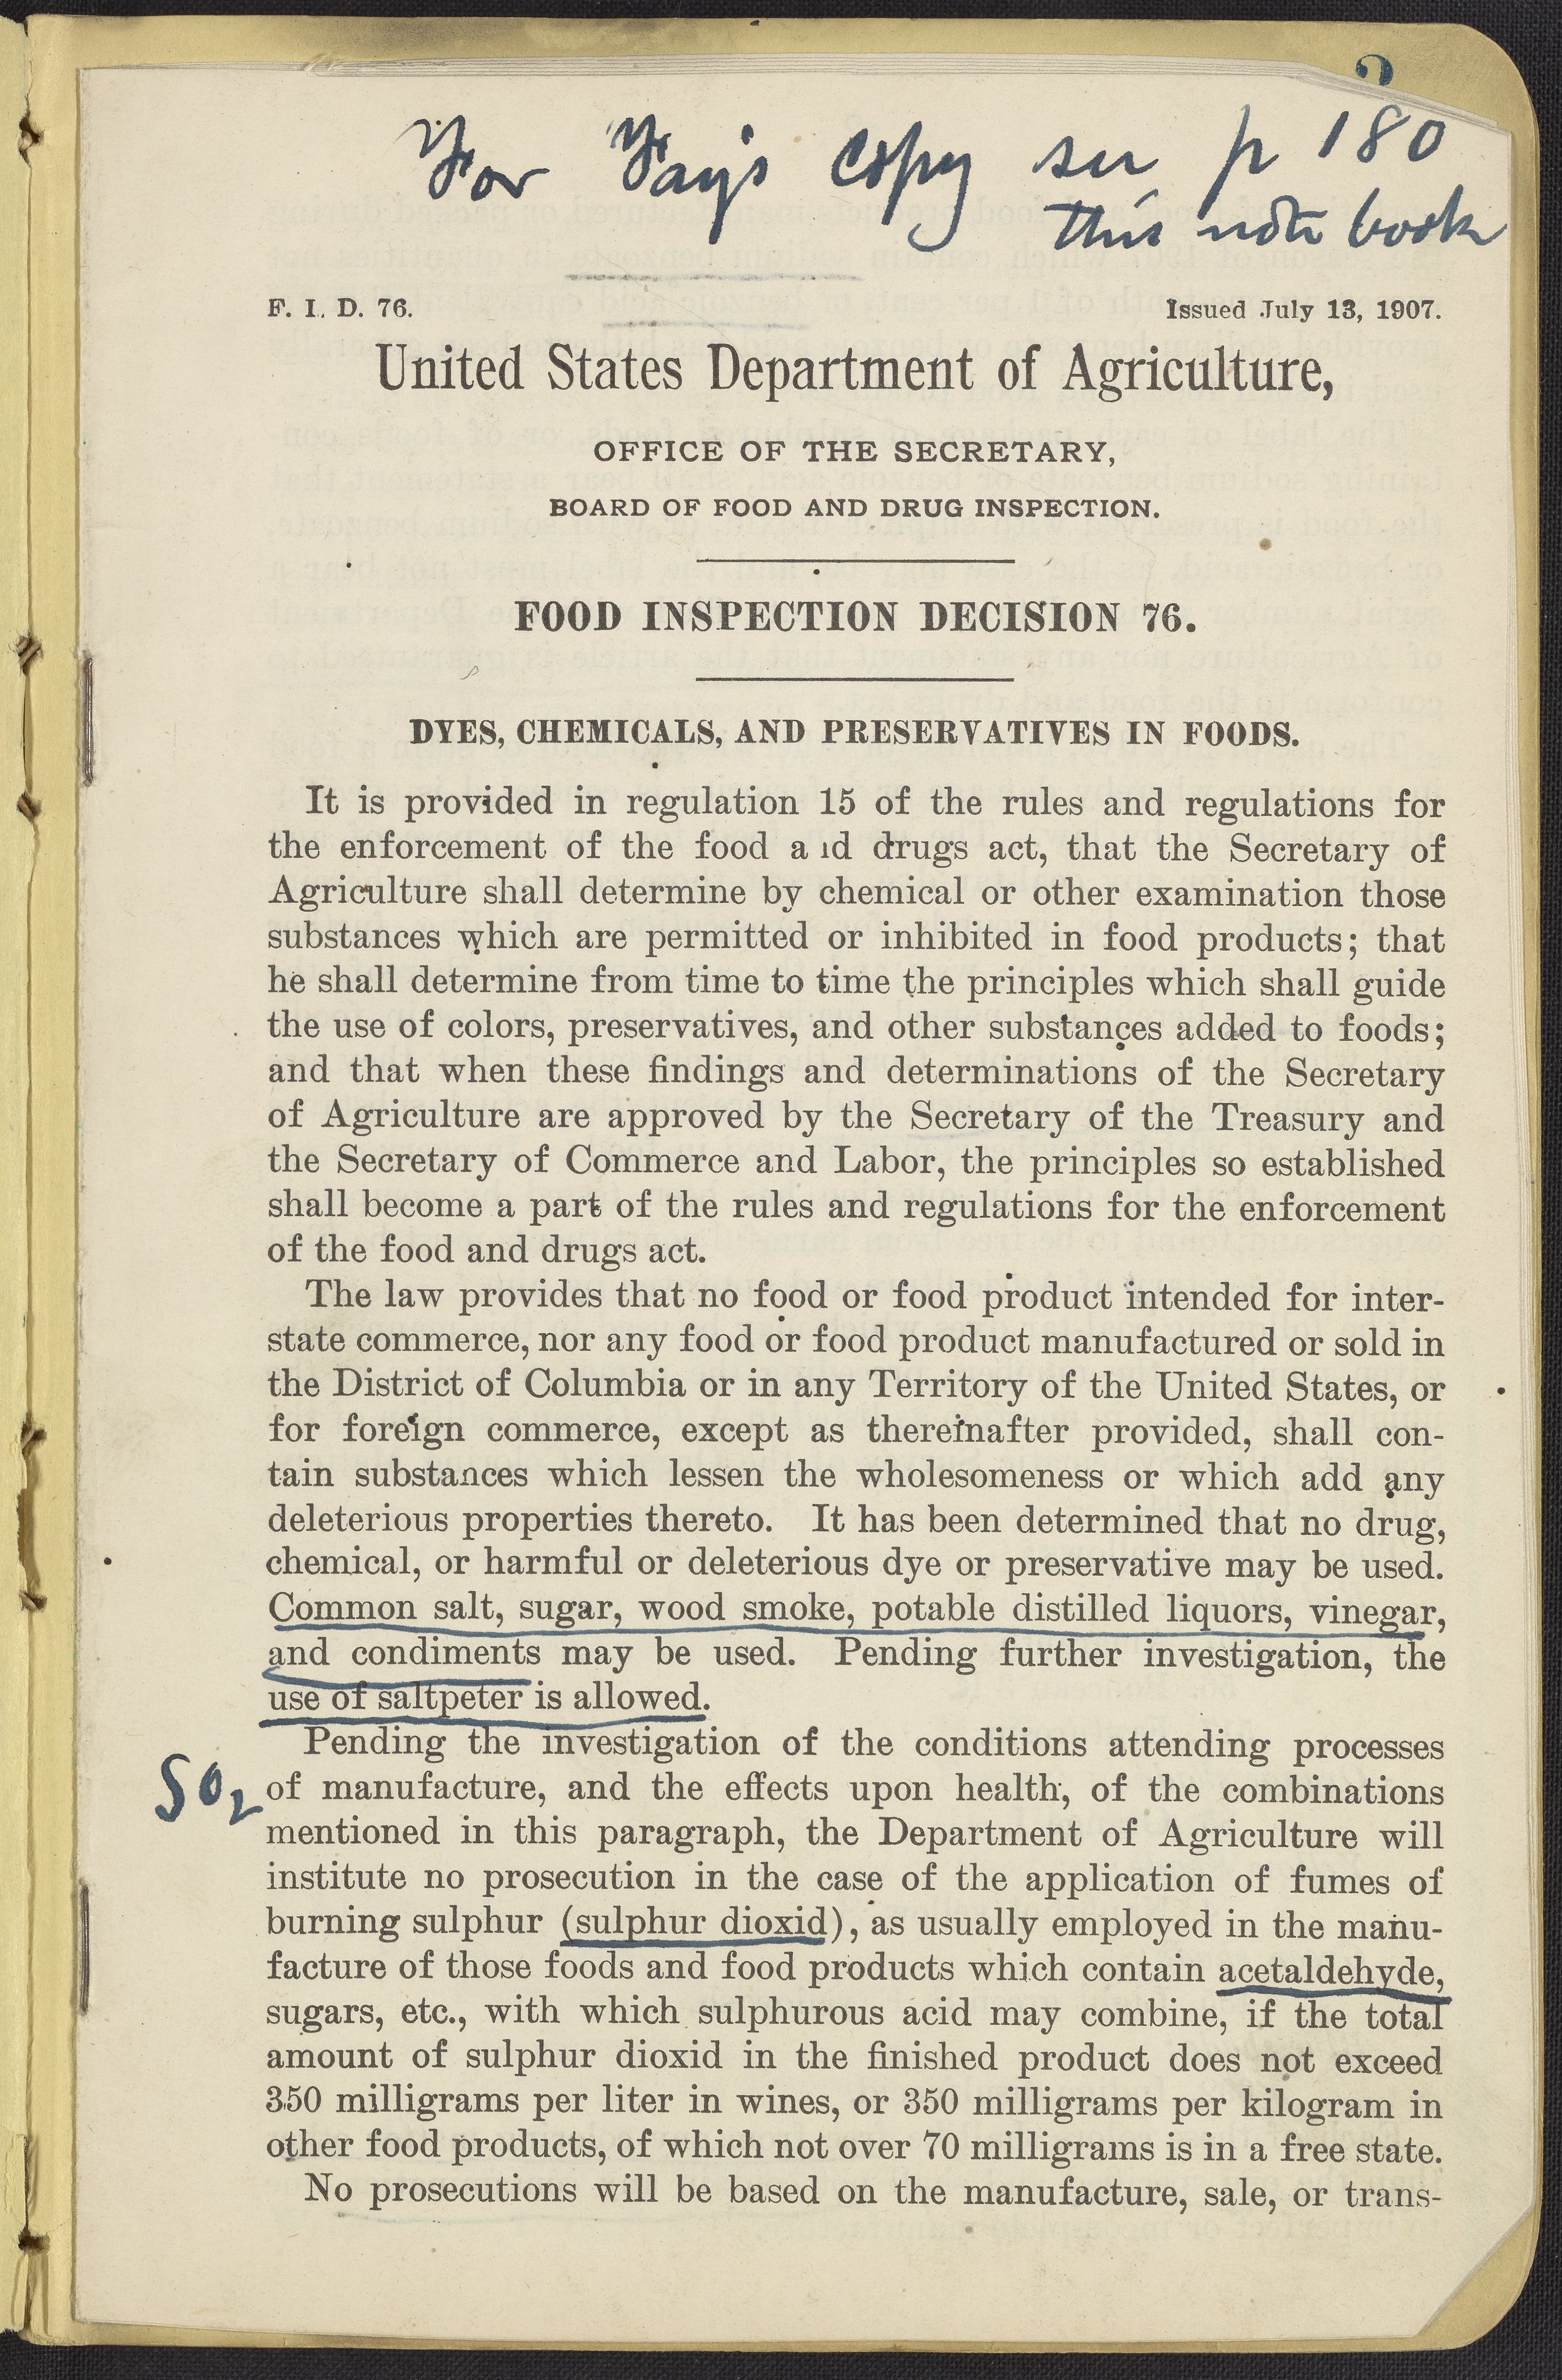 For Fay's copy see p 180
this note book
F. I. D. 76.
Issued July 13, 1907.
United States Department of Agriculture,
OFFICE OF THE SECRETARY,
BOARD OF FOOD AND DRUG INSPECTION.
FOOD INSPECTION DECISION 76.
DYES, CHEMICALS, AND PRESERVATIVES IN FOODS.
It is provided in regulation 15 of the rules and regulations for
the enforcement of the food and drugs act, that the Secretary of
Agriculture shall determine by chemical or other examination those
substances which are permitted or inhibited in food products; that
he shall determine from time to time the principles which shall guide
the use of colors, preservatives, and other substances added to foods;
and that when these findings and determinations of the Secretary
of Agriculture are approved by the Secretary of the Treasury and
the Secretary of Commerce and Labor, the principles so established
shall become a part of the rules and regulations for the enforcement
of the food and drugs act.
The law provides that no food or food product intended for inter-
state commerce, nor any food or food product manufactured or sold in
the District of Columbia or in any Territory of the United States, or
for foreign commerce, except as thereinafter provided, shall con-
tain substances which lessen the wholesomeness or which add any
deleterious properties thereto. It has been determined that no drug,
chemical, or harmful or deleterious dye or preservative may be used.
Common salt, sugar, wood smoke, potable distilled liquors, vinegar,
and condiments may be used. Pending further investigation, the
use of saltpeter is allowed.
Pending the investigation of the conditions attending processes
SO2
of manufacture, and the effects upon health, of the combinations
mentioned in this paragraph, the Department of Agriculture will
institute no prosecution in the case of the application of fumes of
burning sulphur (sulphur dioxid), as usually employed in the manu-
facture of those foods and food products which contain acetaldehyde,
sugars, etc., with which sulphurous acid may combine, if the total
amount of sulphur dioxid in the finished product does not exceed
350 milligrams per liter in wines, or 350 milligrams per kilogram in
other food products, of which not over 70 milligrams is in a free state.
No prosecutions will be based on the manufacture, sale, or trans-